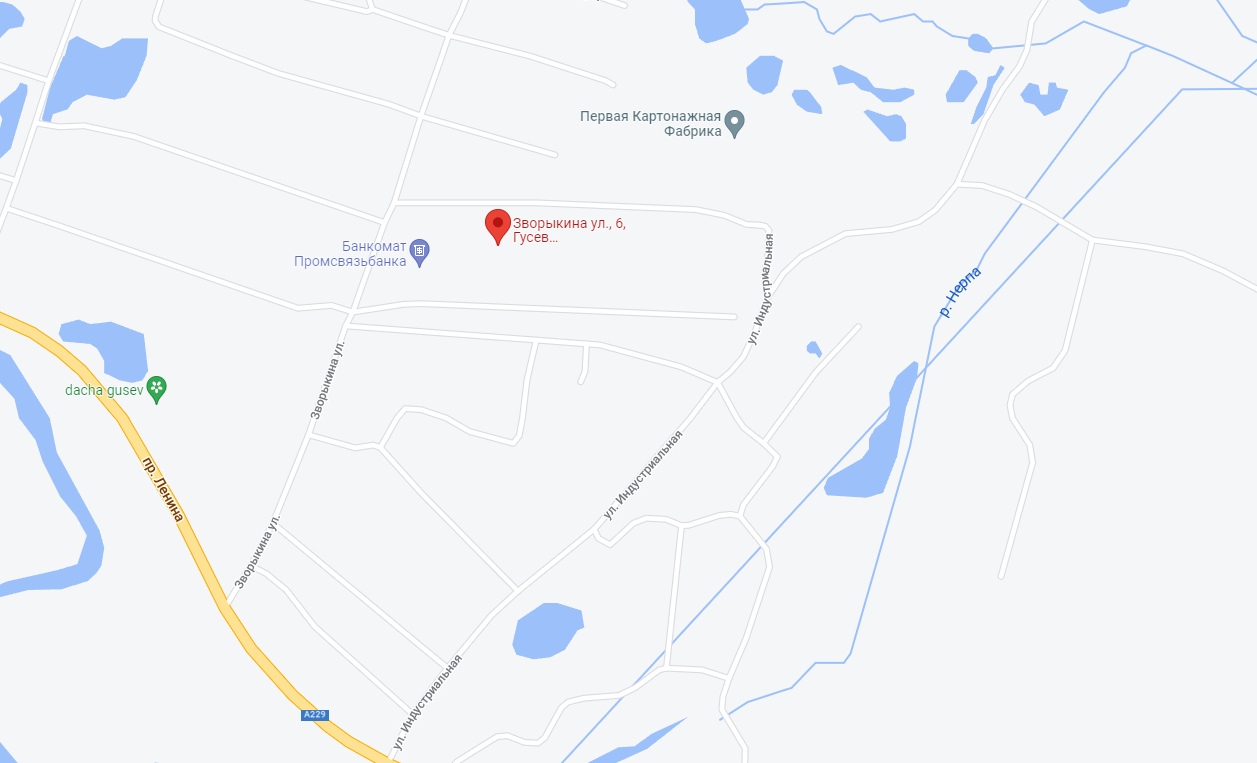 Первая Картонажная
Фабрика
Зворыкина ул., 6,
Гусев...
Банкомат
Промсвязьбанка
ул. Индустриальная
р. Нерпа
Зворыкина ул.
dacha gusev
ул. Индустриальная
пр. Ленина
Зворыкина ул.
ул. Индустриальная
A229